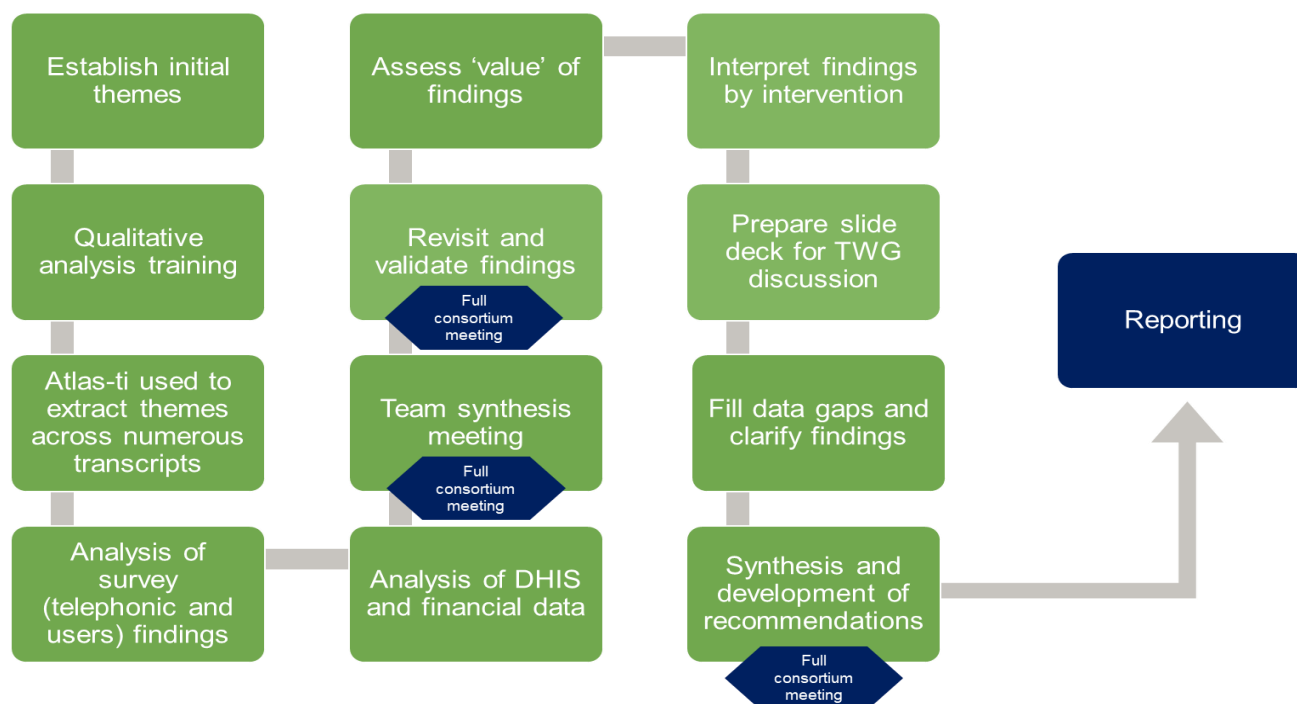 Establish initial
themes
Qualitative
analysis training
Atlas-ti used to
extract themes
across numerous
transcripts
Analysis of
survey
(telephonic and
users) findings
Analysis of DHIS
and financial data
Team synthesis
meeting
Full
consortium
meeting
Revisit and
validate findings
Full
consortium
meeting
Assess ‘value’ of
findings
Interpret findings
by intervention
Prepare slide
deck for TWG
discussion
Fill data gaps and
clarify findings
Synthesis and
development of
recommendations
Full
consortium
meeting
Reporting